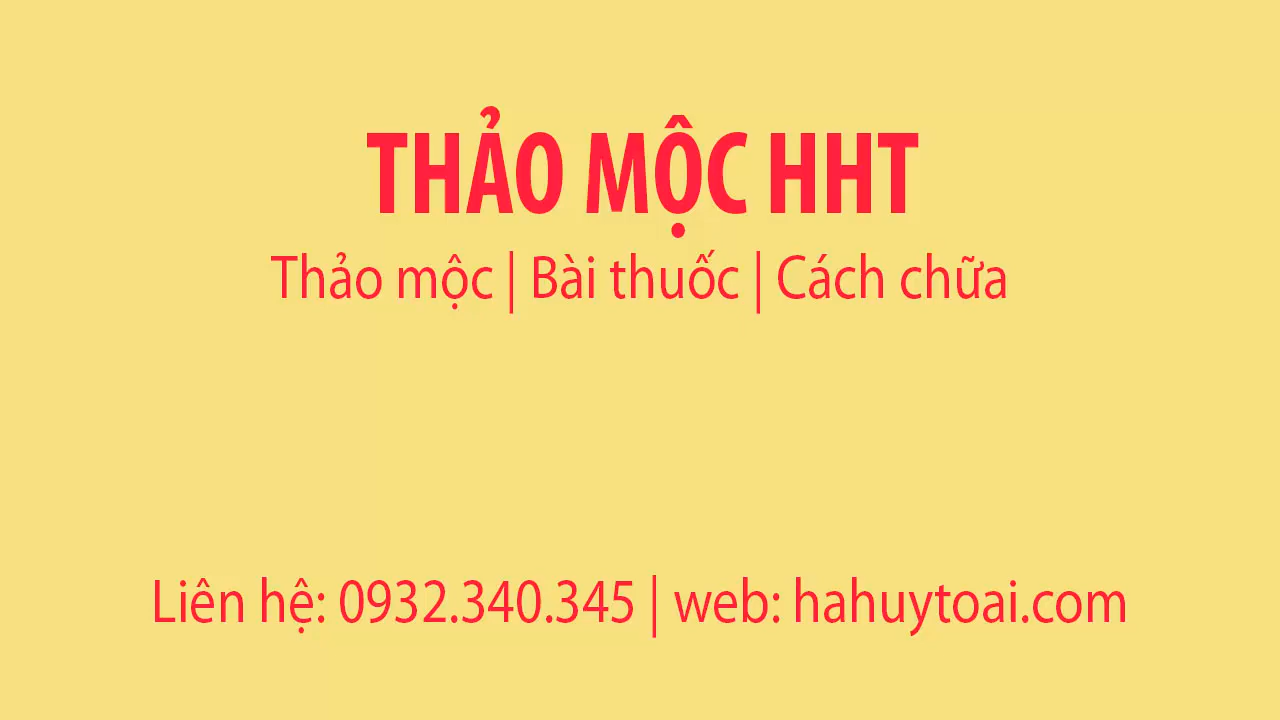 THẢO MỘC HHT
Thảo mộc | Bài thuốc | Cách chữa
Liên hệ: 0932.340.345 | web: hahuytoai.com